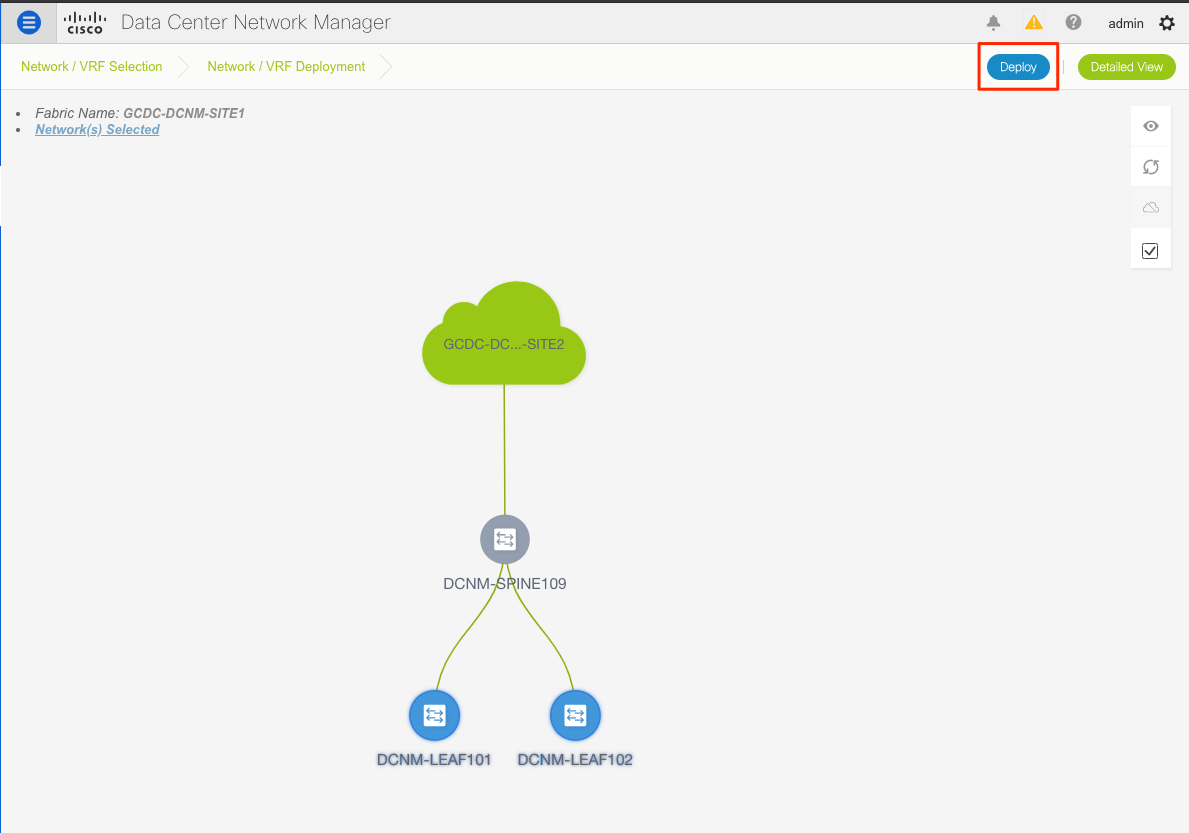 cisco Data Center Network Manager admin
Network / VRF Selection Network / VRF Deployment Deploy Detailed View
Fabric Name: GCDC-DCNM-SITE1
Network(s) Selected
GCDC-DC...-SITE2
DCNM-SPINE109
DCNM-LEAF101 DCNM-LEAF102